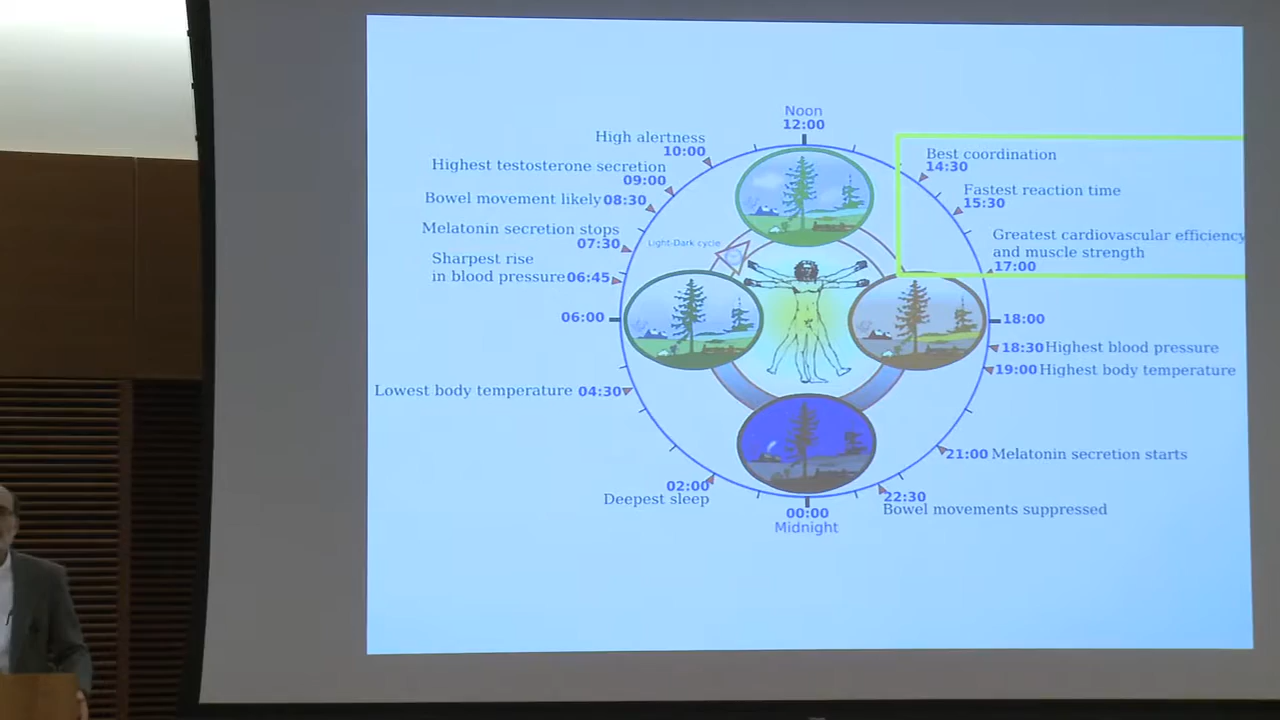 Noon
12:00
High alertness
10:00
Highest testosterone secretion
09:00
Bowel movement likely 08:30
Melatonin secretion stops
07:30
Light-Dark cycle
Sharpest rise
in blood pressure 06:45
06:00
Lowest body temperature 04:30
02:00
Deepest sleep
00:00
Midnight
Best coordination
14:30
Fastest reaction time
15:30
Greatest cardiovascular efficiency
and muscle strength
17:00
18:00
18:30 Highest blood pressure
19:00 Highest body temperature
21:00 Melatonin secretion starts
22:30
Bowel movements suppressed